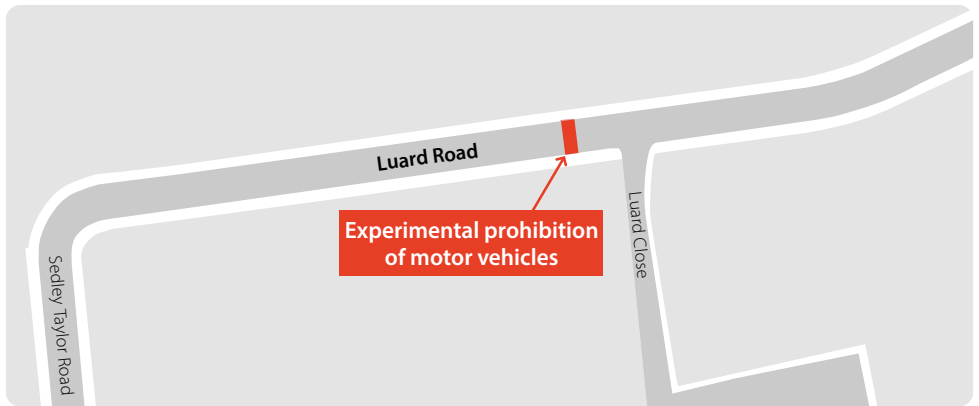 Luard Road
Experimental prohibition
of motor vehicles
Luard Close
Sedley Taylor Road